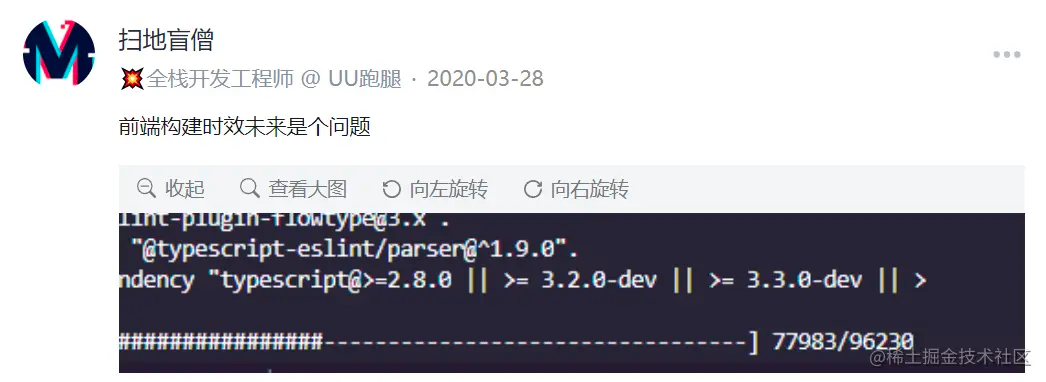 扫地盲僧
全栈开发工程师 @ UU跑腿 · 2020-03-28
前端构建时效未来是个问题
收起 查看大图 向左旋转 向右旋转
lint-plugin-flowtype@3.x".
"@typescript-eslint/parser@^1.9.0".
ndency "typescript@>=2.8.0 || >= 3.2.0-dev || >= 3.3.0-dev || >
################---------------------------------] 77983/96230
@稀土掘金技术社区